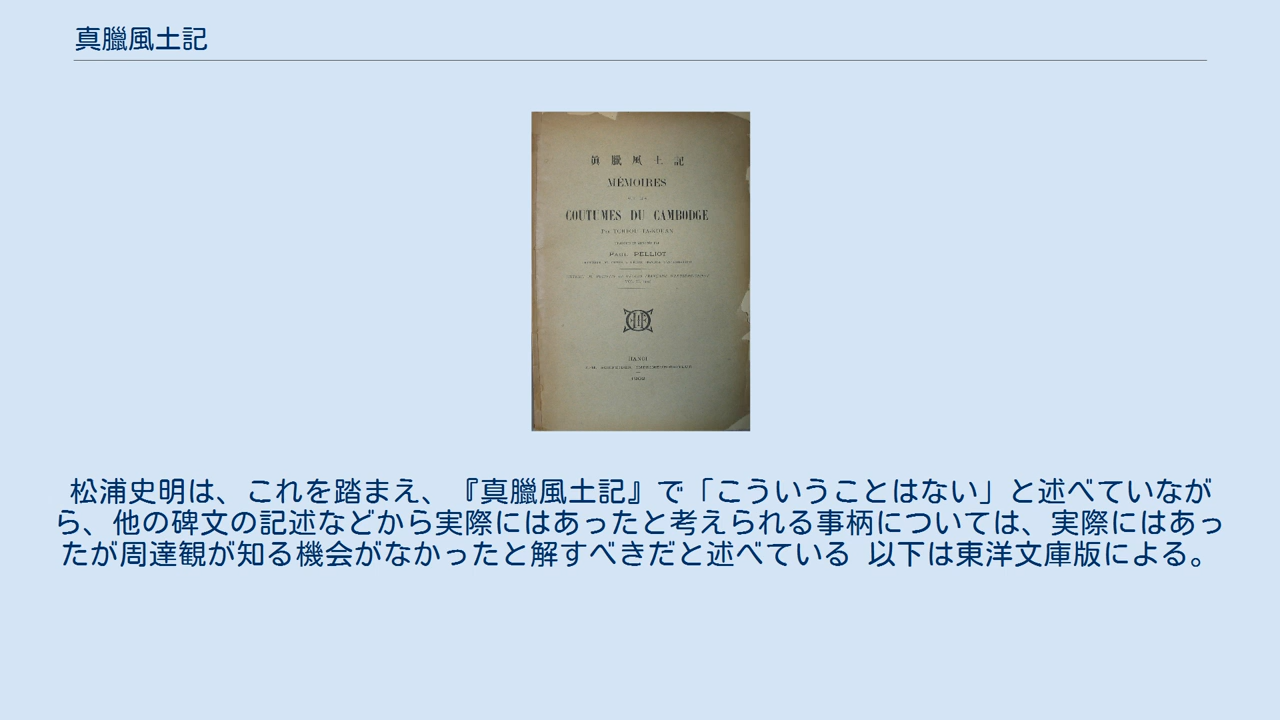 真臘風土記
眞臘風土記
MÉMOIRES
COUTUMES DU CAMBODGE
PAUL PELLIOT
HANOI
1902
松浦史明は、これを踏まえ、『真臘風土記』で「こういうことはない」と述べていなが
ら、他の碑文の記述などから実際にはあったと考えられる事柄については、実際にはあっ
たが周達観が知る機会がなかったと解すべきだと述べている 以下は東洋文庫版による。